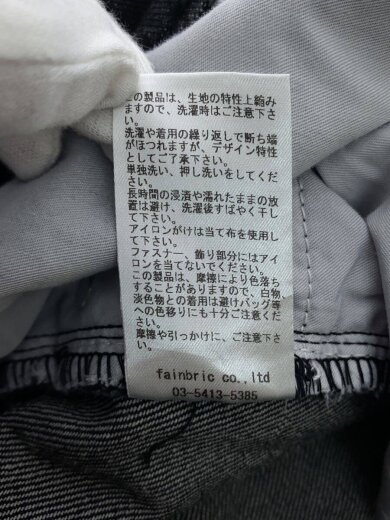 この製品は、生地の特性上縮み
ますので、洗濯時はご注意下さ
い。
洗濯や着用の繰り返しで断ち端
がほつれますが、デザイン特性
としてご了承下さい。
単独洗い、押し洗いをしてくだ
さい。
長時間の浸漬や濡れたままの放
置は避け、洗濯後すばやく干し
て下さい。
アイロンがけは当て布を使用し
て下さい。
ファスナー、飾り部分にはアイ
ロンを当てないでください。
この製品は、摩擦により色落ち
することがありますので、白物、
淡色物との着用は避けバッグ等
への色移りにも十分ご注意くだ
さい。
摩擦や引っかけに、ご注意下さ
い。
fainbric co.,ltd
03-5413-5385